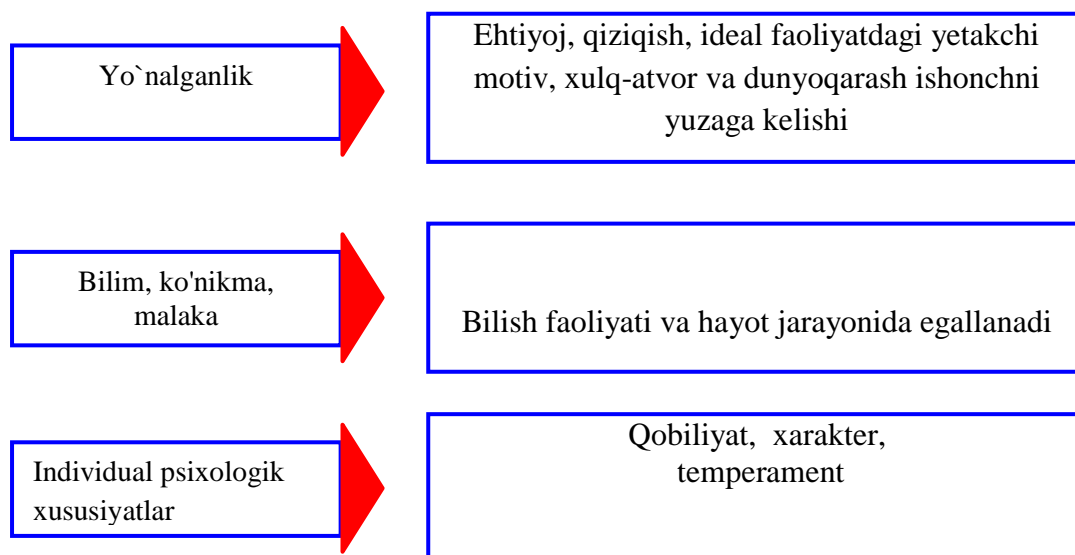 Yo`nalganlik
Ehtiyoj, qiziqish, ideal faoliyatdagi yetakchi
motiv, xulq-atvor va dunyoqarash ishonchni
yuzaga kelishi
Bilim, ko'nikma,
malaka
Bilish faoliyati va hayot jarayonida egallanadi
Individual psixologik
xususiyatlar
Qobiliyat, xarakter,
temperament